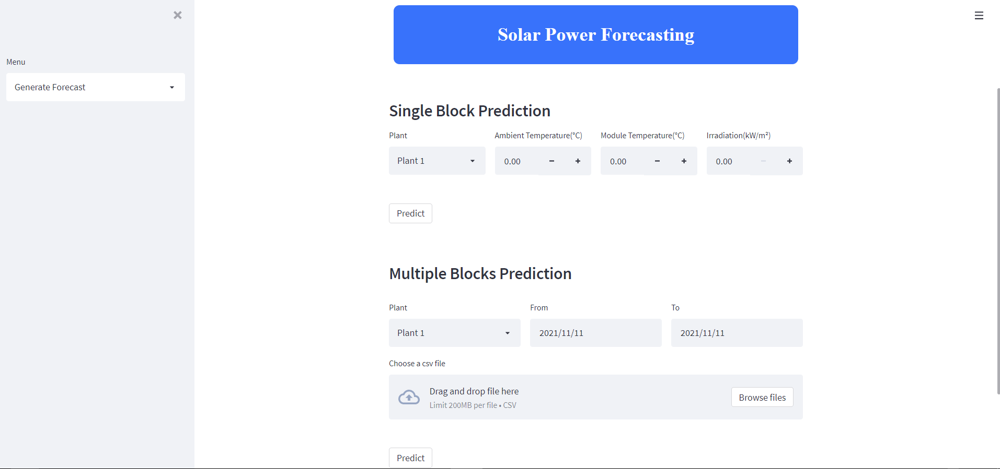 Menu
Generate Forecast
Solar Power Forecasting
Single Block Prediction
Plant Ambient Temperature(°C) Module Temperature(°C) Irradiation(kW/m²)
Plant 1 0.00 0.00 0.00
Predict
Multiple Blocks Prediction
Plant From To
Plant 1 2021/11/11 2021/11/11
Choose a csv file
Drag and drop file here
Limit 200MB per file • CSV
Browse files
Predict